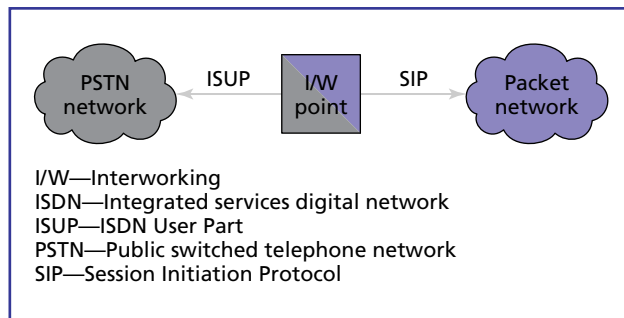 PSTN
network
ISUP
I/W
point
SIP
Packet
network
I/W—Interworking
ISDN—Integrated services digital network
ISUP—ISDN User Part
PSTN—Public switched telephone network
SIP—Session Initiation Protocol